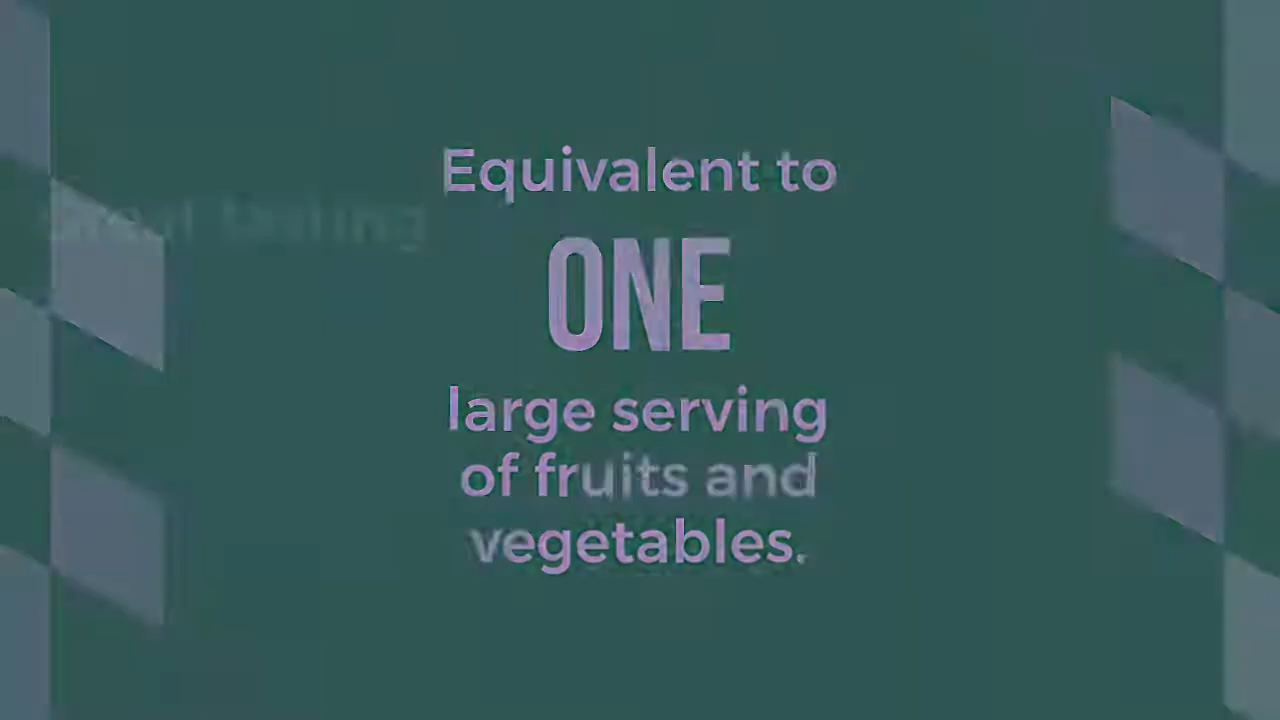 Equivalent to
ONE
large serving
of fruits and
vegetables.